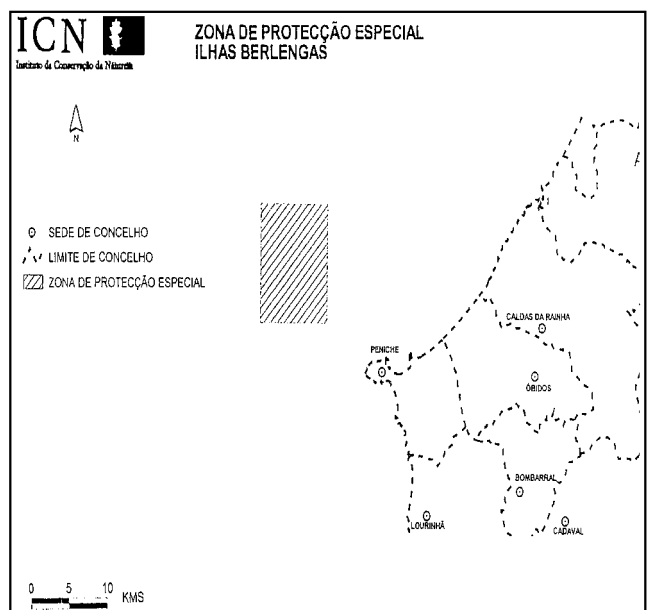 ICN
Instituto da Conservação da Natureza
ZONA DE PROTECÇÃO ESPECIAL
ILHAS BERLENGAS
N
SEDE DE CONCELHO
LIMITE DE CONCELHO
ZONA DE PROTECÇÃO ESPECIAL
CALDAS DA RAINHA
PENICHE
ÓBIDOS
BOMBARRAL
LOURINHÃ
CADAVAL
0 5 10 KMS